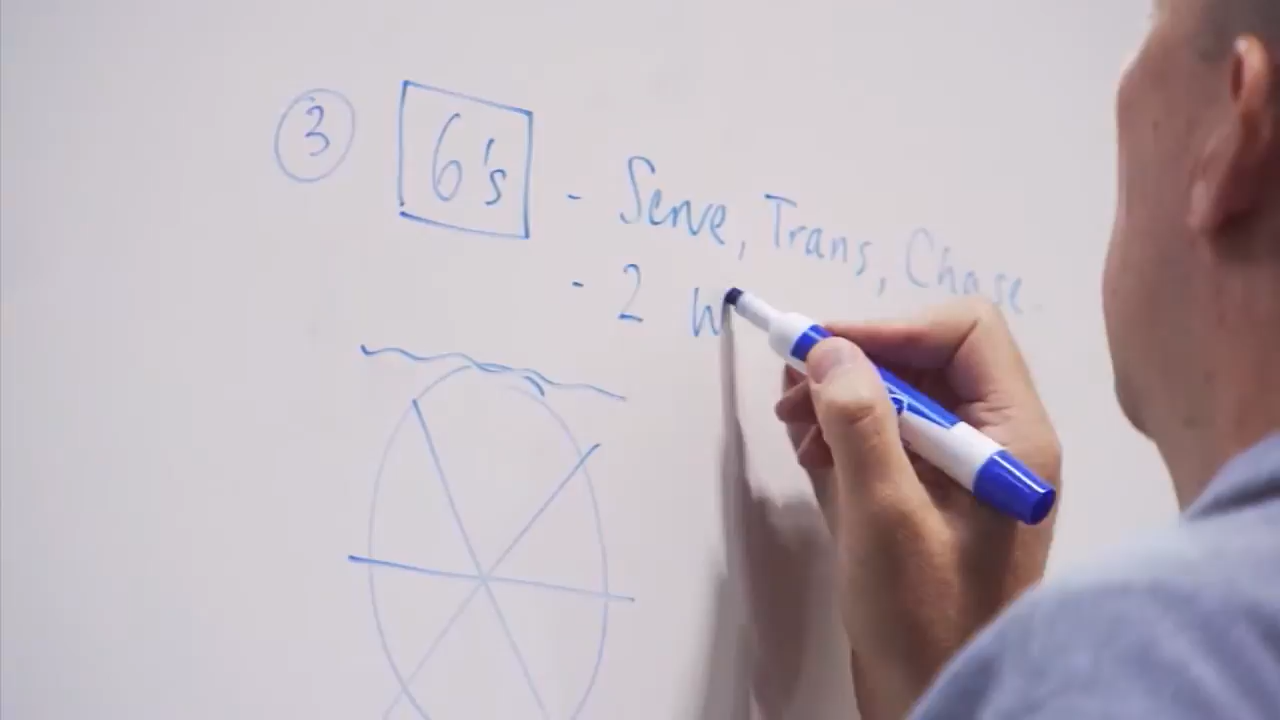 ③ 6's - Serve, Trans, Chase.
- 2